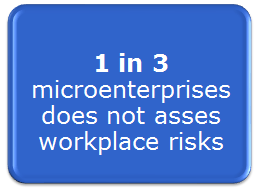 1 in 3
microenterprises
does not asses
workplace risks